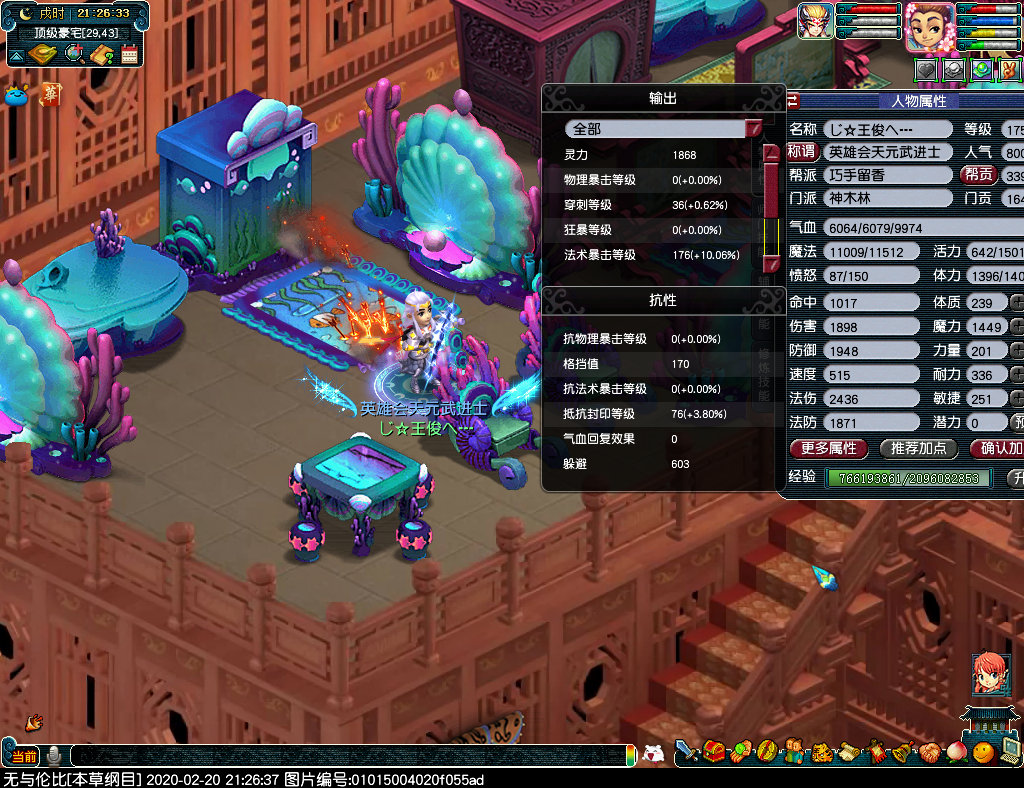 戌时 21:26:33
顶级豪宅[29,43]
輸出
全部
灵力 1868
物理暴击等级 0(+0.00%)
穿刺等级 36(+0.62%)
狂暴等级 0(+0.00%)
法术暴击等级 176(+10.06%)
抗性
抗物理暴击等级 0(+0.00%)
格挡值 170
抗法术暴击等级 0(+0.00%)
抵抗封印等级 76(+3.80%)
气血回复效果 0
躲避 603
人物属性
名称 じ☆王俊へ--- 等级 175
称谓 英雄会天元武进士 人气 800
帮派 巧手留香 帮贡 339
门派 神木林 门贡 164
气血 6064/6079/9974
魔法 11009/11512 活力 642/1501
愤怒 87/150 体力 1396/140
命中 1017 体质 239
伤害 1898 魔力 1449
防御 1948 力量 201
速度 515 耐力 336
法伤 2436 敏捷 251
法防 1871 潜力 0 预
更多属性 推荐加点 确认加
经验 766193861/2096082853 升
英雄会天元武进士
じ☆王俊へ---
当前
无与伦比[本草纲目] 2020-02-20 21:26:37 图片编号:01015004020f055ad